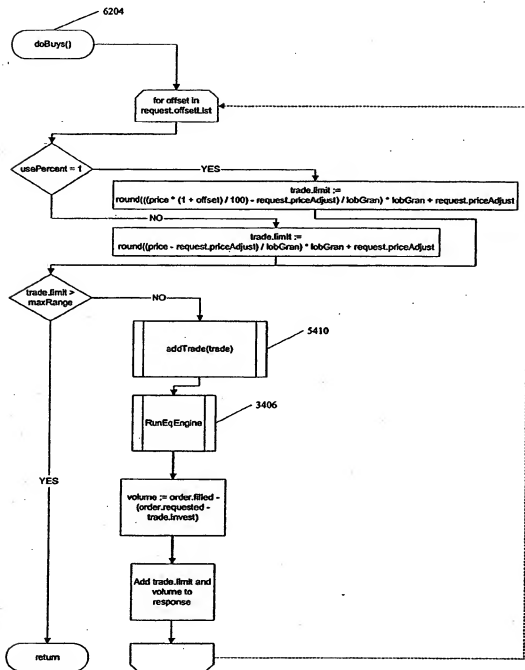 6204
doBuys()
for offset in
request.offsetList
usePercent = 1
YES
trade.limit :=
round(((price * (1 + offset) / 100) - request.priceAdjust) / lobGran) * lobGran + request.priceAdjust
NO
trade.limit :=
round((price - request.priceAdjust) / lobGran) * lobGran + request.priceAdjust
trade.limit >
maxRange
NO
addTrade(trade)
5410
RunEqEngine
3406
YES
volume := order.filled -
(order.requested -
trade.invest)
Add trade.limit and
volume to
response
return